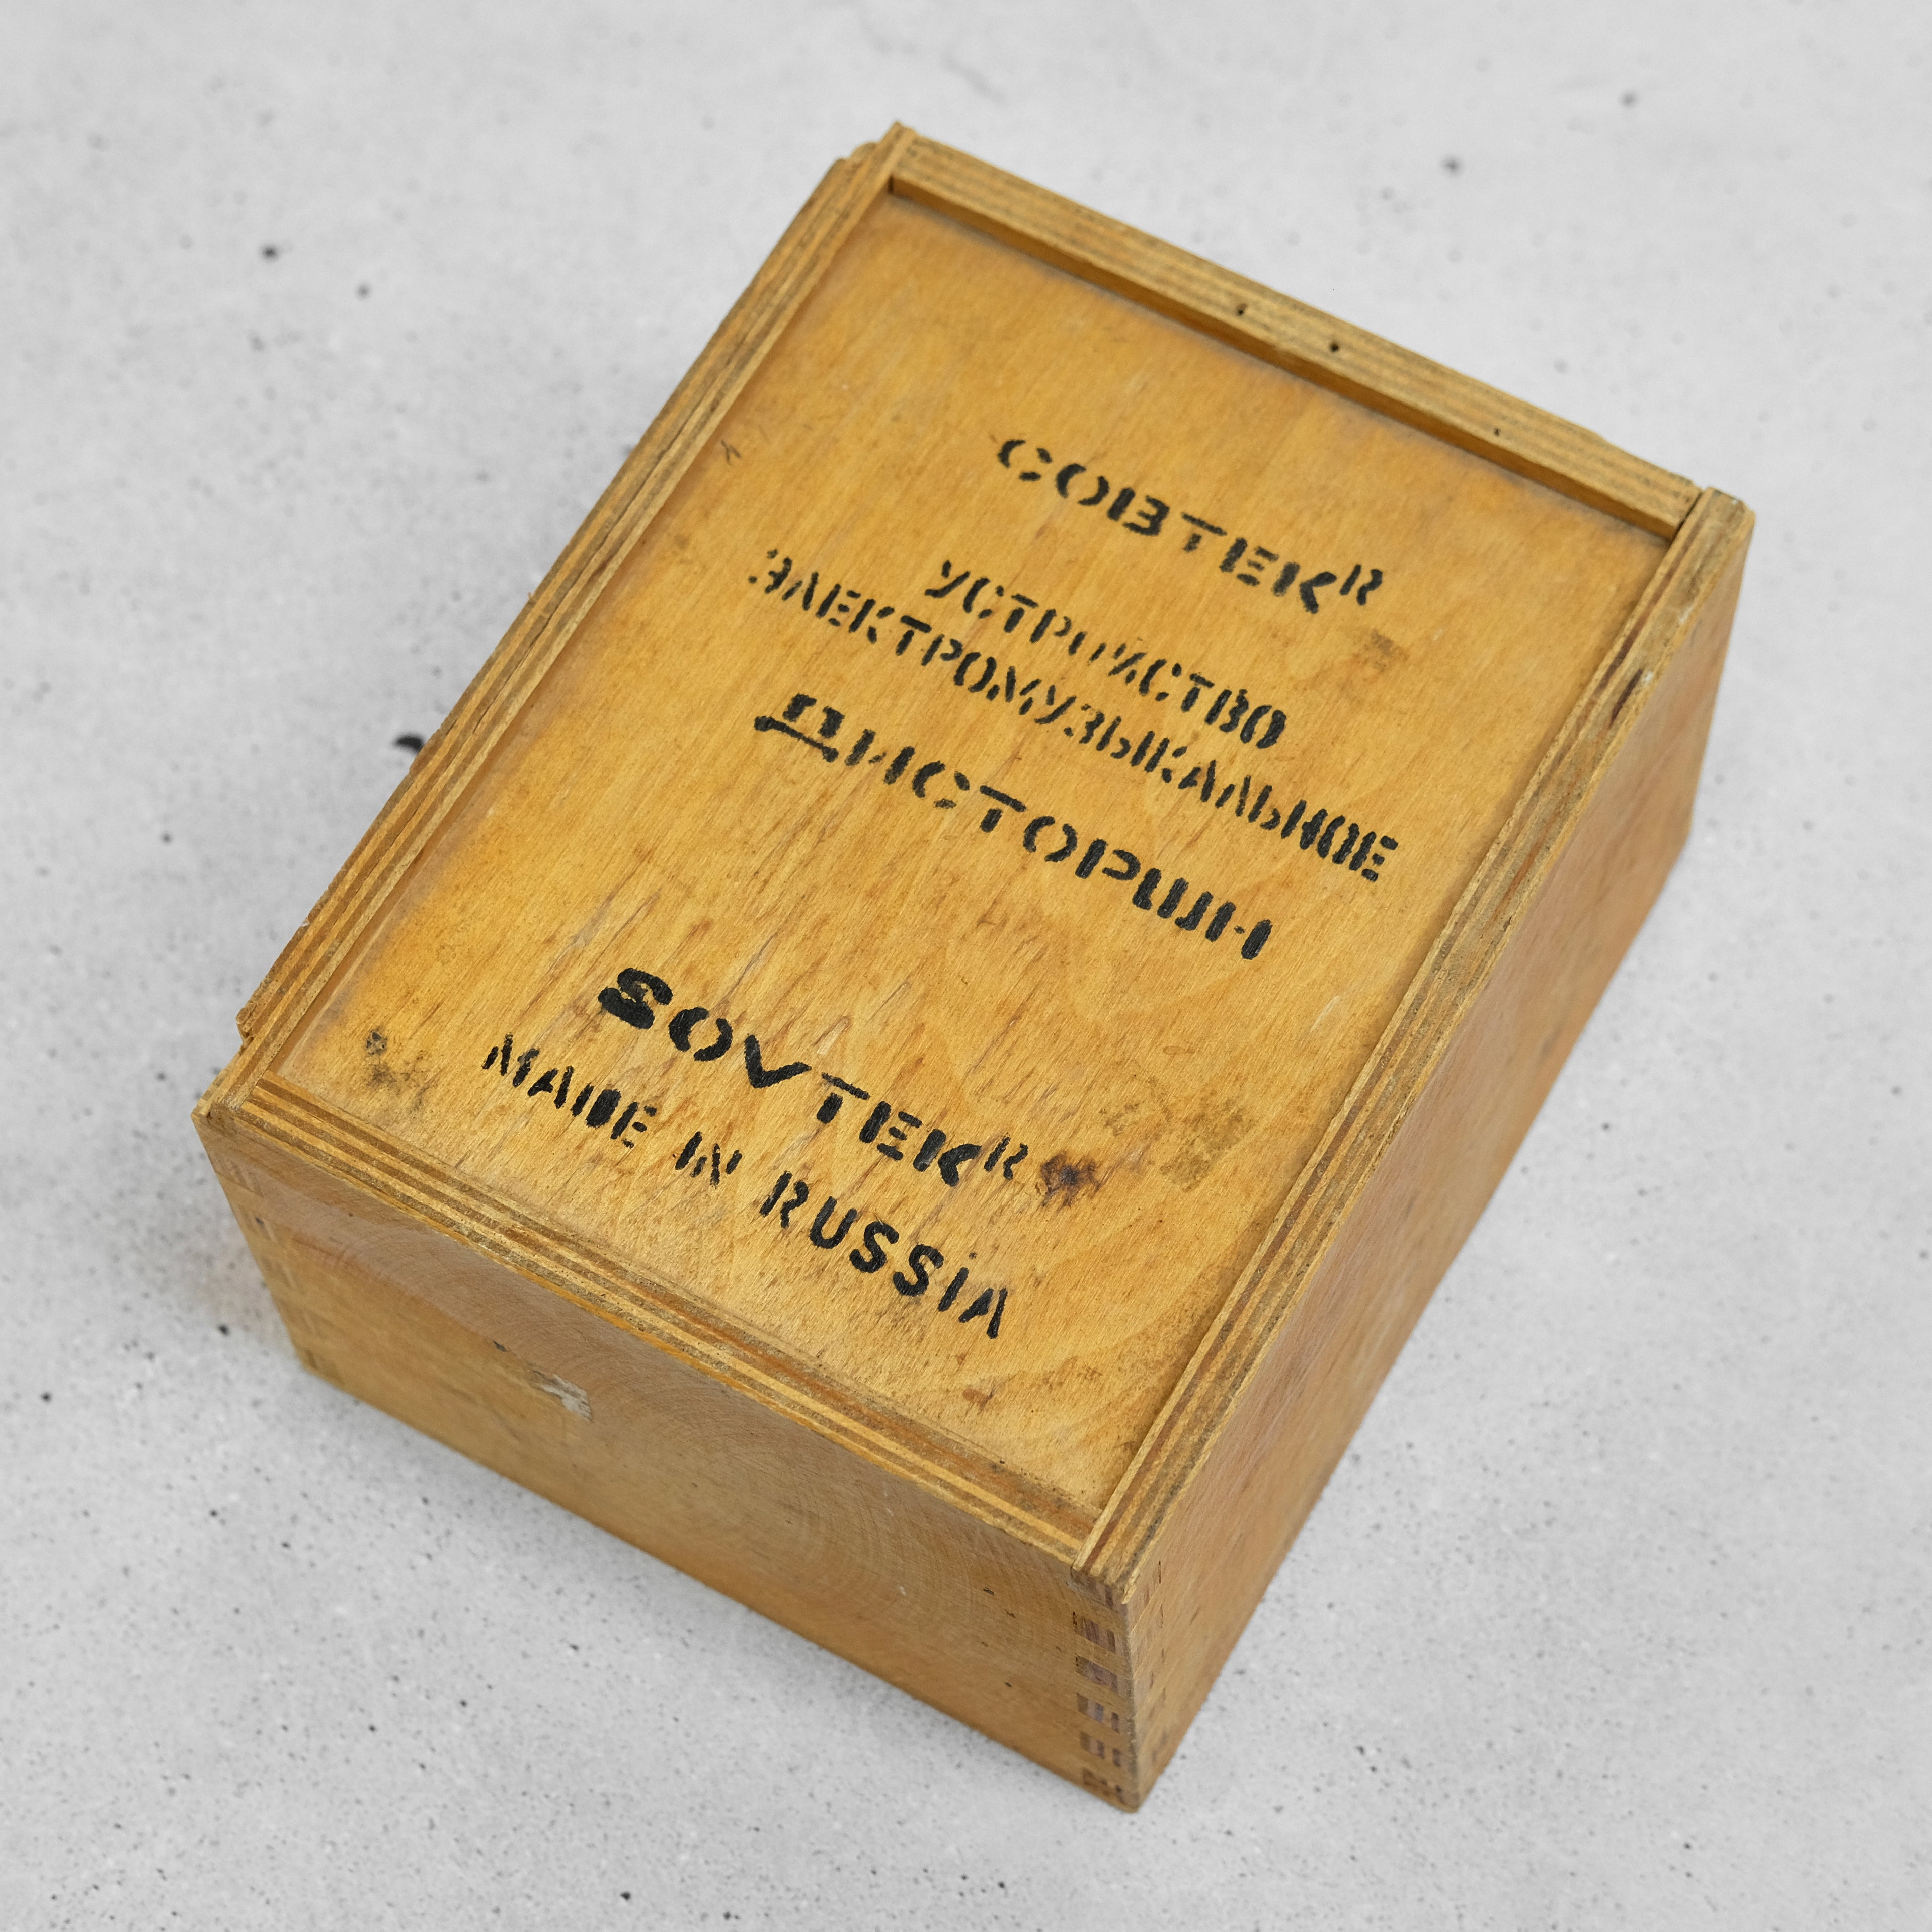 СОВТЕК R
УСТРОЙСТВО
ЭЛЕКТРОМУЗЫКАЛЬНОЕ
ДИСТОРШН
SOVTEK R
MADE IN RUSSiA